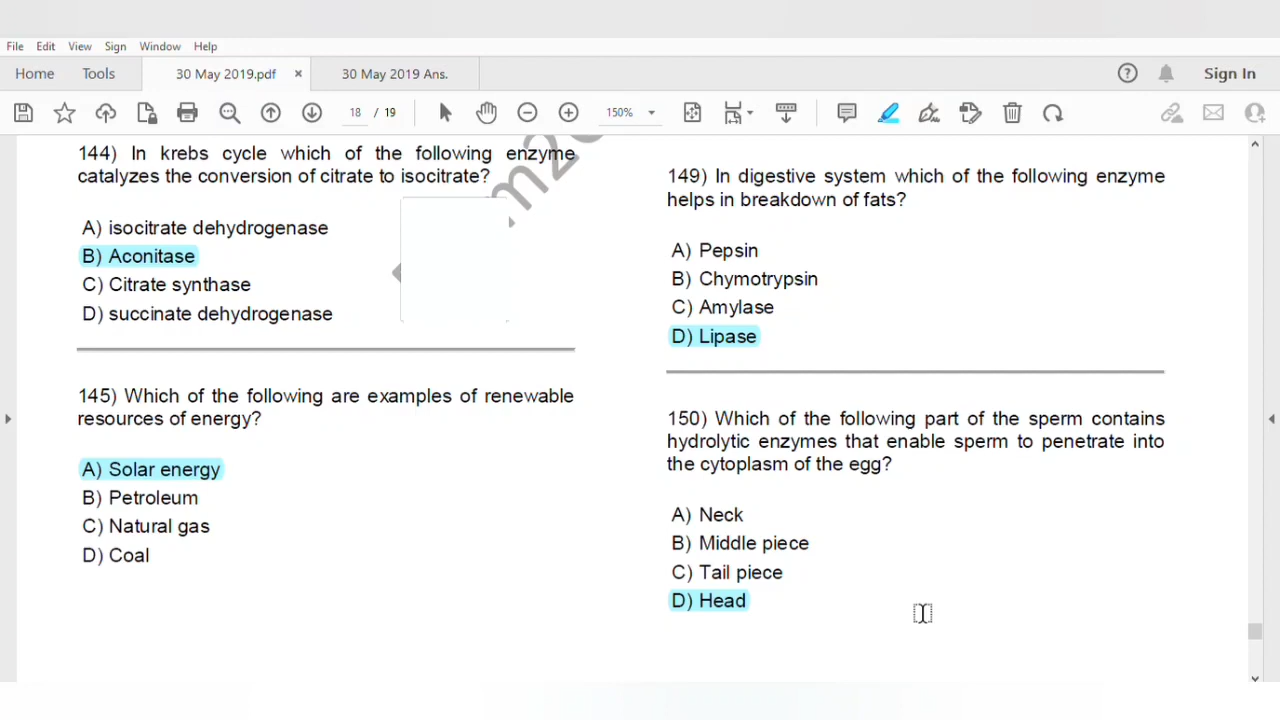 File Edit View Sign Window Help
Home Tools 30 May 2019.pdf × 30 May 2019 Ans. Sign In
18 / 19 150%
144) In krebs cycle which of the following enzyme
catalyzes the conversion of citrate to isocitrate?
A) isocitrate dehydrogenase
B) Aconitase
C) Citrate synthase
D) succinate dehydrogenase
145) Which of the following are examples of renewable
resources of energy?
A) Solar energy
B) Petroleum
C) Natural gas
D) Coal
149) In digestive system which of the following enzyme
helps in breakdown of fats?
A) Pepsin
B) Chymotrypsin
C) Amylase
D) Lipase
150) Which of the following part of the sperm contains
hydrolytic enzymes that enable sperm to penetrate into
the cytoplasm of the egg?
A) Neck
B) Middle piece
C) Tail piece
D) Head